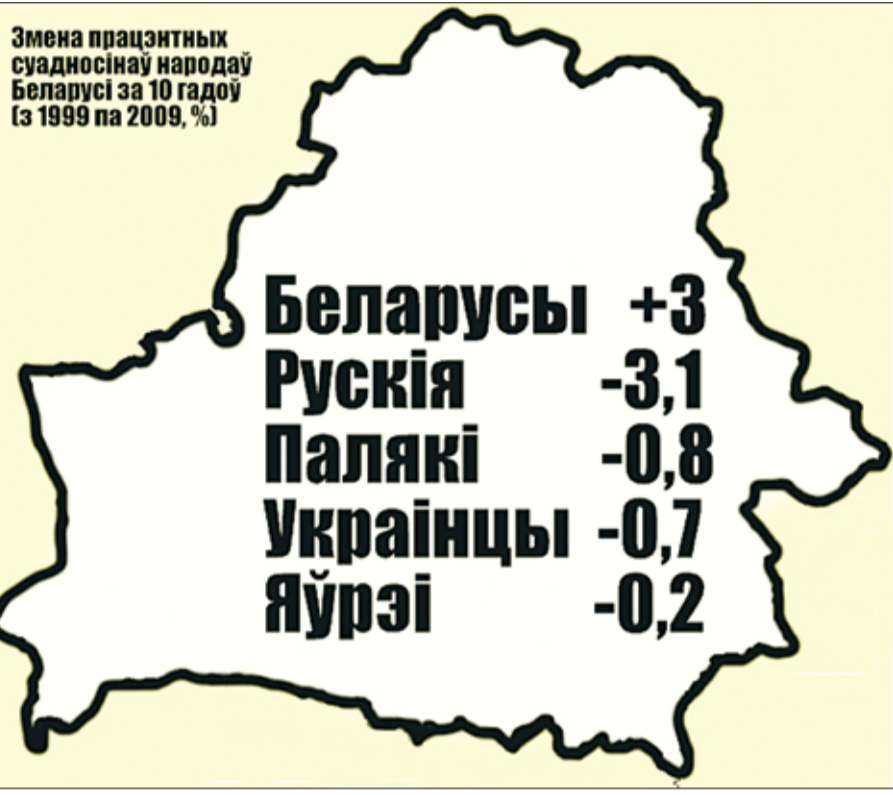 Змена працэнтных
суадносінаў народаў
Беларусі за 10 гадоў
(з 1999 па 2009, %)
Беларусы +3
Рускія -3,1
Палякі -0,8
Украінцы -0,7
Яўрэі -0,2